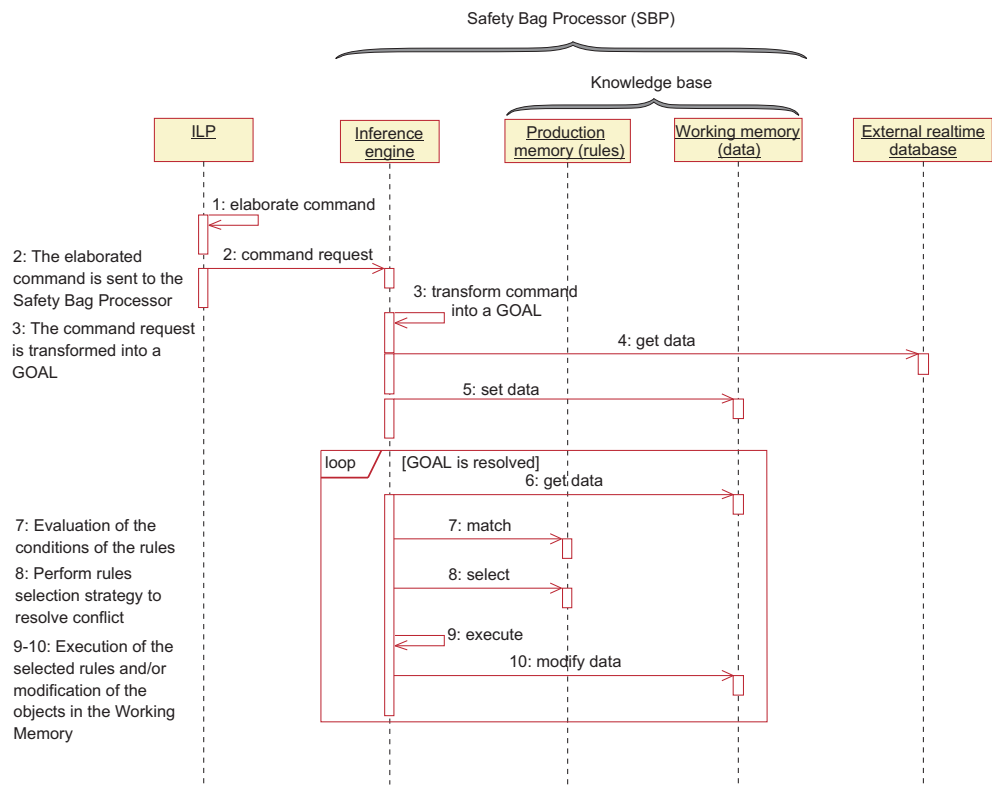 Safety Bag Processor (SBP)
Knowledge base
ILP
Inference
engine
Production
memory (rules)
Working memory
(data)
External realtime
database
1: elaborate command
2: The elaborated
command is sent to the
Safety Bag Processor
2: command request
3: transform command
into a GOAL
3: The command request
is transformed into a
GOAL
4: get data
5: set data
loop
[GOAL is resolved]
6: get data
7: Evaluation of the
conditions of the rules
7: match
8: Perform rules
selection strategy to
resolve conflict
8: select
9-10: Execution of the
selected rules and/or
modification of the
objects in the Working
Memory
9: execute
10: modify data